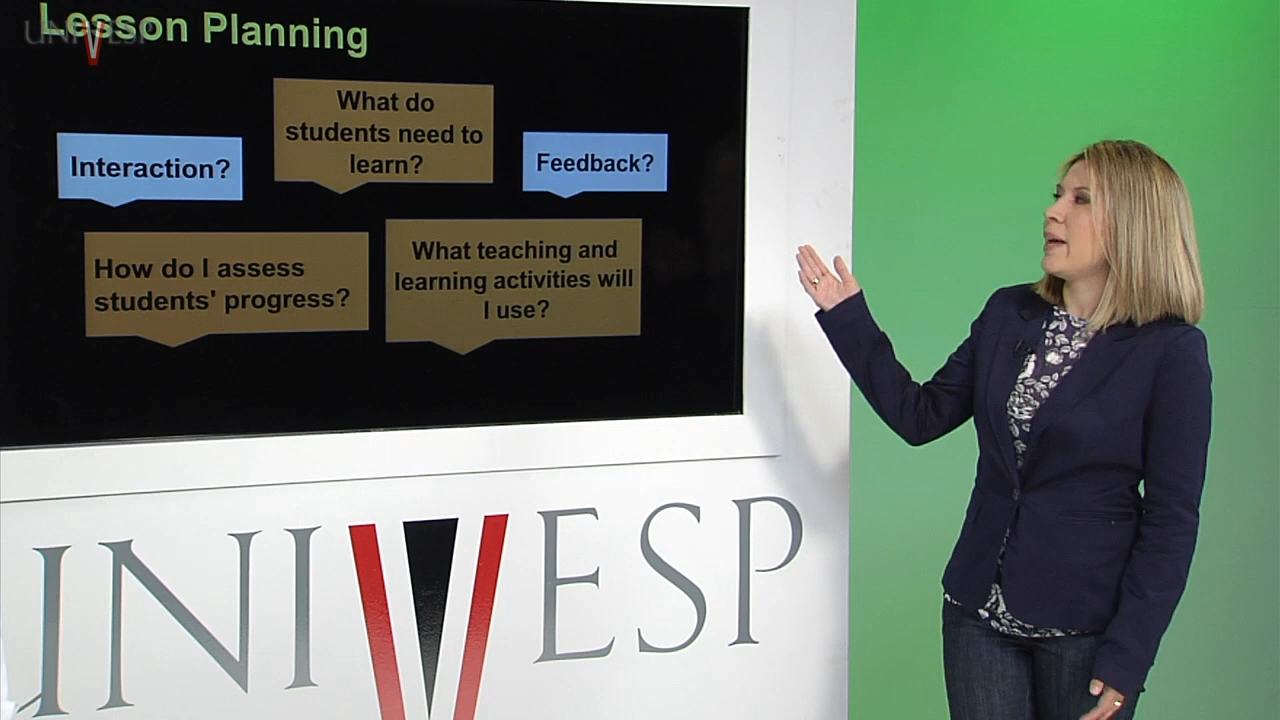 Lesson Planning
UNIVESP
What do
students need to
learn?
Interaction?
Feedback?
How do I assess
students' progress?
What teaching and
learning activities will
I use?
UNIVESP